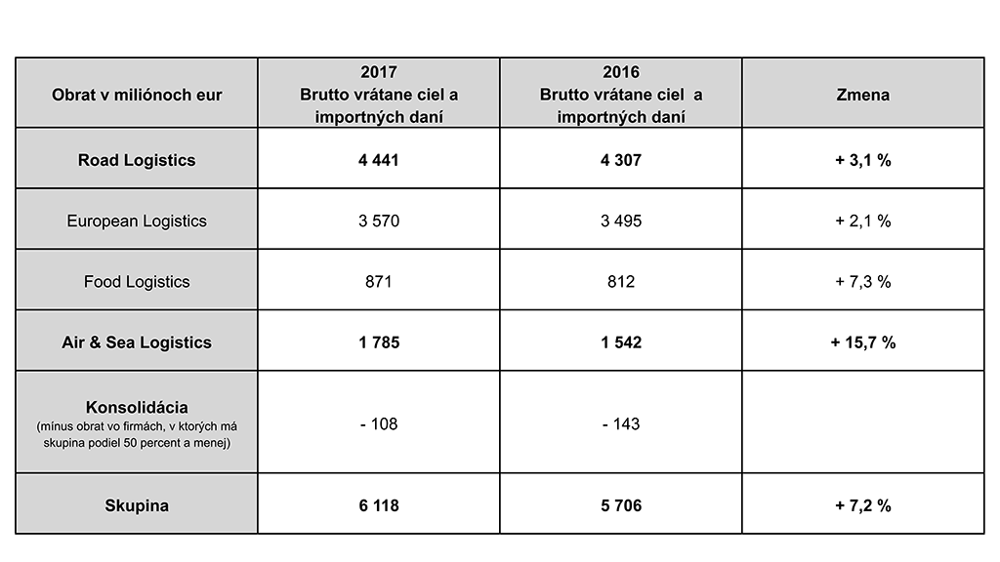 Obrat v miliónoch eur
2017
Brutto vrátane ciel a
importných daní
2016
Brutto vrátane ciel a
importných daní
Zmena
Road Logistics
4 441
4 307
+ 3,1 %
European Logistics
3 570
3 495
+ 2,1 %
Food Logistics
871
812
+ 7,3 %
Air & Sea Logistics
1 785
1 542
+ 15,7 %
Konsolidácia
(mínus obrat vo firmách, v ktorých má
skupina podiel 50 percent a menej)
- 108
- 143
Skupina
6 118
5 706
+ 7,2 %